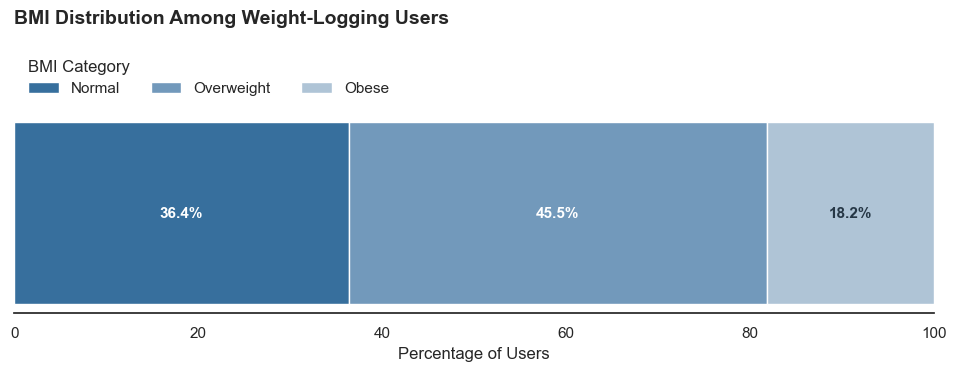 BMI Distribution Among Weight-Logging Users
BMI Category
Normal Overweight Obese
36.4% 45.5% 18.2%
0 20 40 60 80 100
Percentage of Users